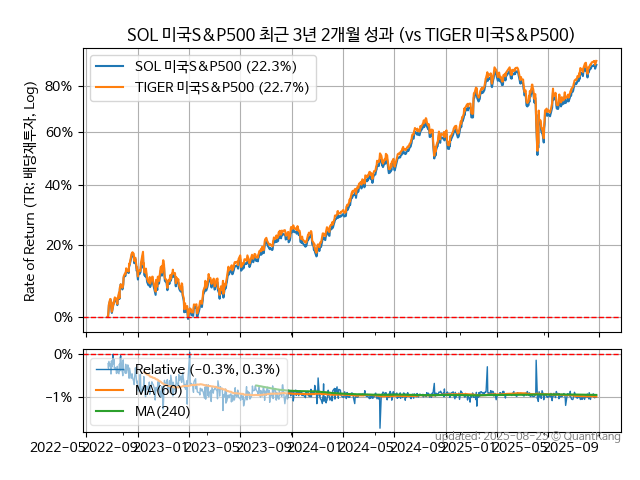 SOL 미국S&P500 최근 3년 2개월 성과 (vs TIGER 미국S&P500)
Rate of Return (TR: 배당재투자, Log)
SOL 미국S&P500 (22.3%)
TIGER 미국S&P500 (22.7%)
80%
60%
40%
20%
0%
0%
−1%
Relative (−0.3%, 0.3%)
MA(60)
MA(240)
updated: 2025-08-29 © QuantKang
2022-05 2022-09 2023-01 2023-05 2023-09 2024-01 2024-05 2024-09 2025-01 2025-05 2025-09